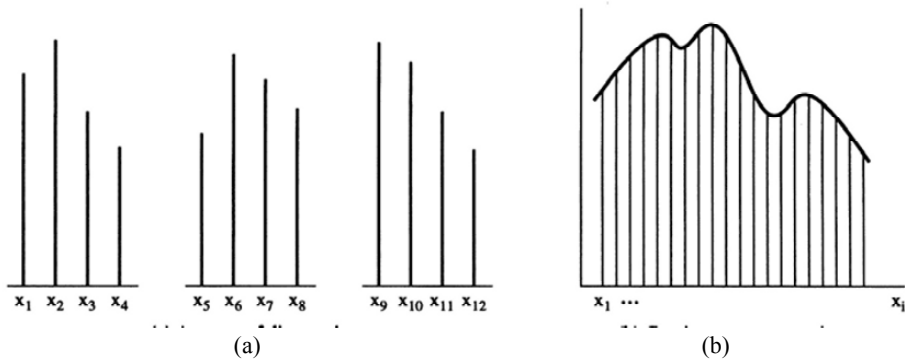 x₁ x₂ x₃ x₄ x₅ x₆ x₇ x₈ x₉ x₁₀ x₁₁ x₁₂ x₁ ... xᵢ
(a) (b)